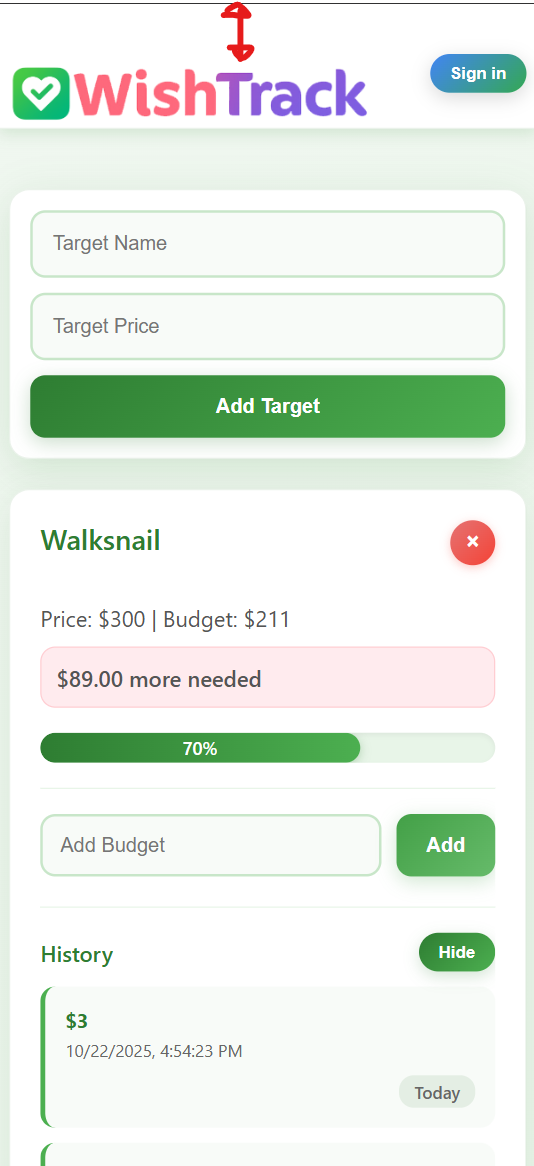 WishTrack
Sign in
Target Name
Target Price
Add Target
Walksnail
×
Price: $300 | Budget: $211
$89.00 more needed
70%
Add Budget
Add
History
Hide
$3
10/22/2025, 4:54:23 PM
Today